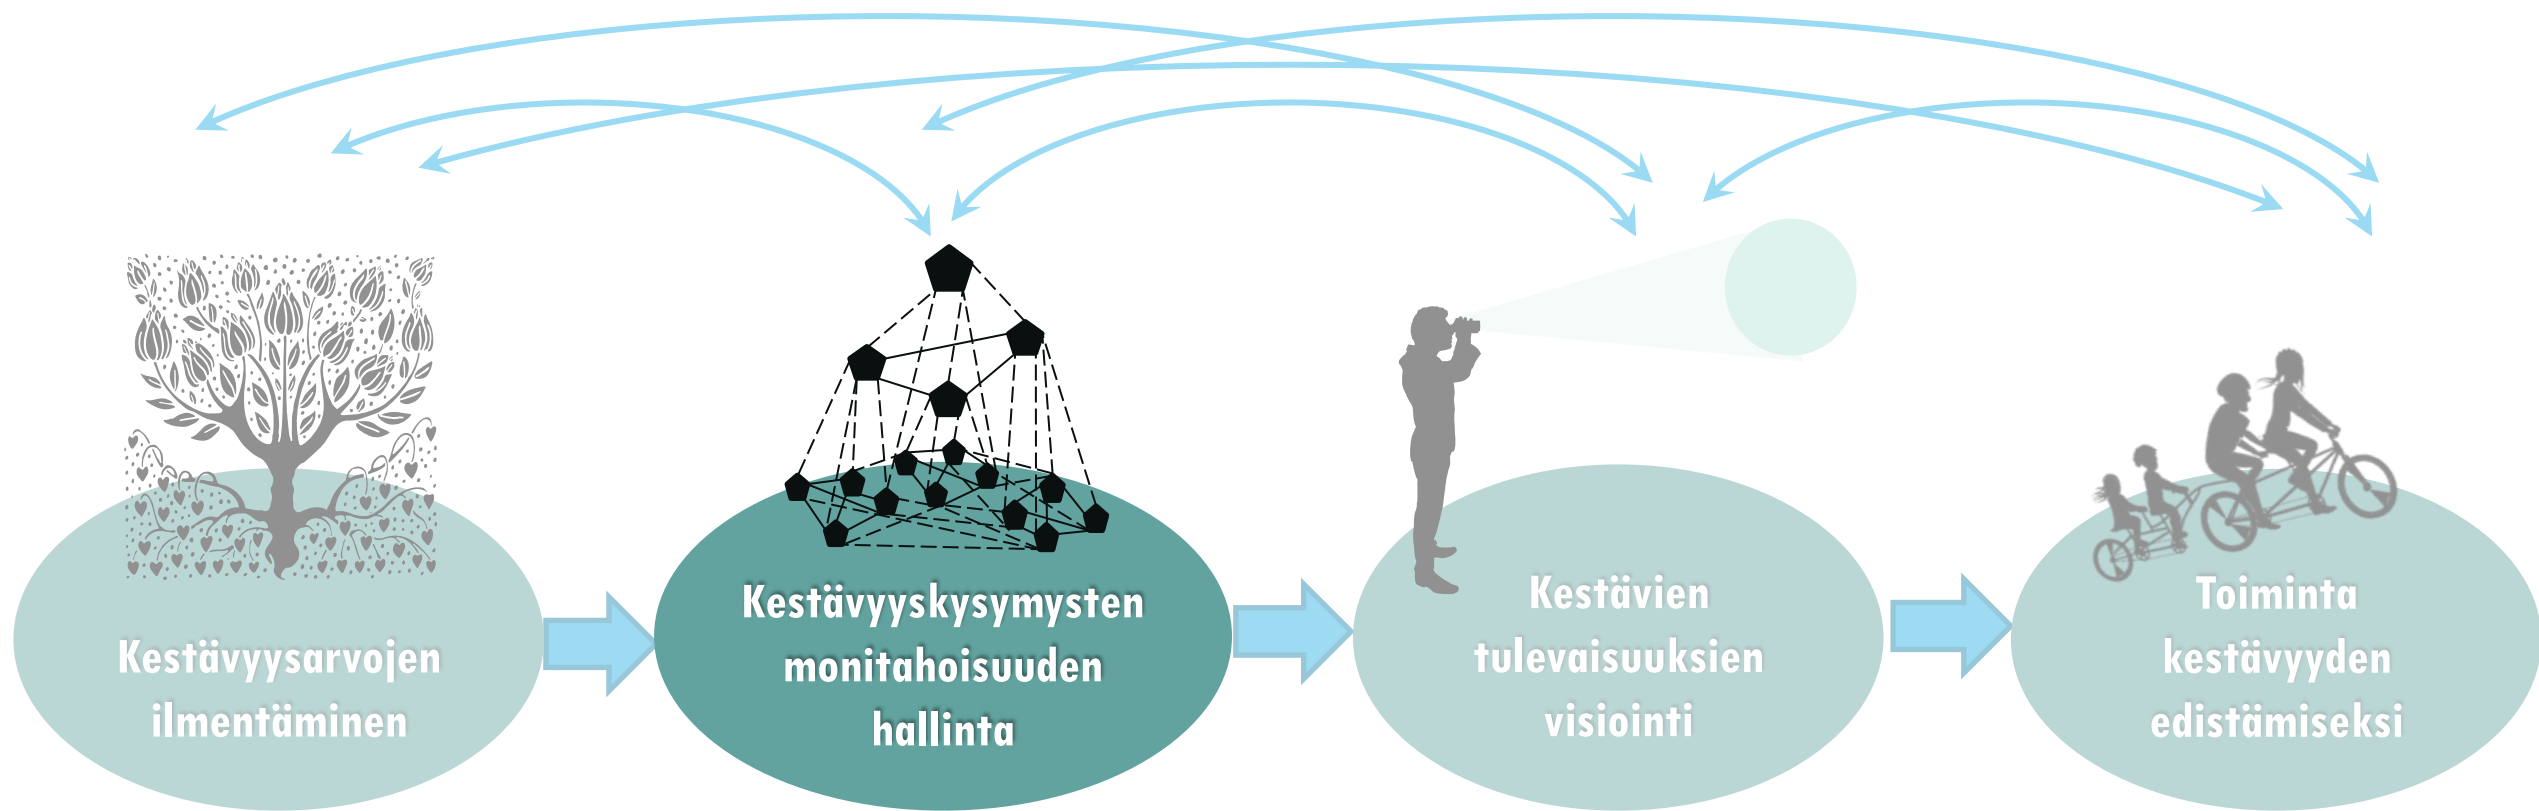 Kestävyysarvojen
ilmentäminen
Kestävyyskysymysten
monitahoisuuden
hallinta
Kestävien
tulevaisuuksien
visiointi
Toiminta
kestävyyden
edistämiseksi